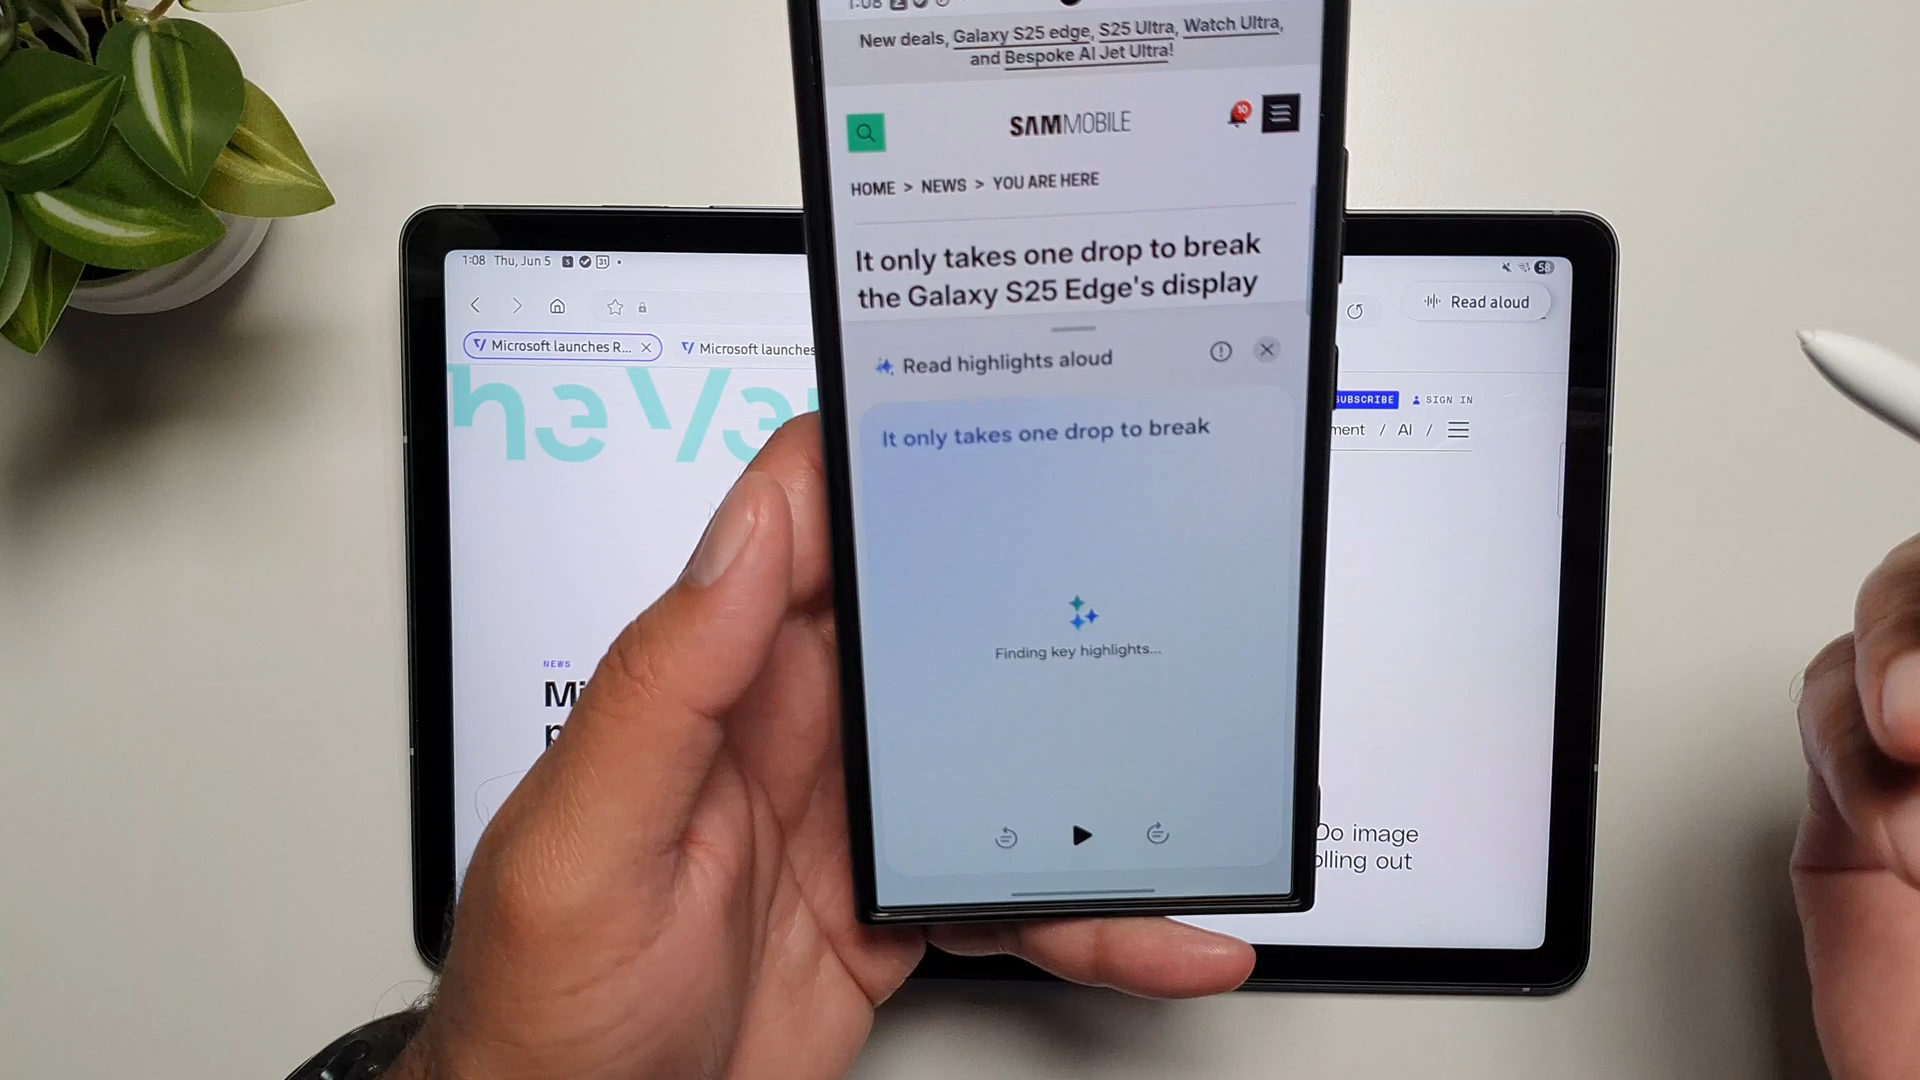 1:08
New deals, Galaxy S25 edge, S25 Ultra, Watch Ultra,
and Bespoke AI Jet Ultra!
SAMMOBILE
10
HOME > NEWS > YOU ARE HERE
It only takes one drop to break
the Galaxy S25 Edge's display
Read highlights aloud
It only takes one drop to break
Finding key highlights...
1:08 Thu, Jun 5
31
58
Read aloud
Microsoft launches R...
Microsoft launches
SUBSCRIBE
SIGN IN
/ AI /
NEWS
Do image
out